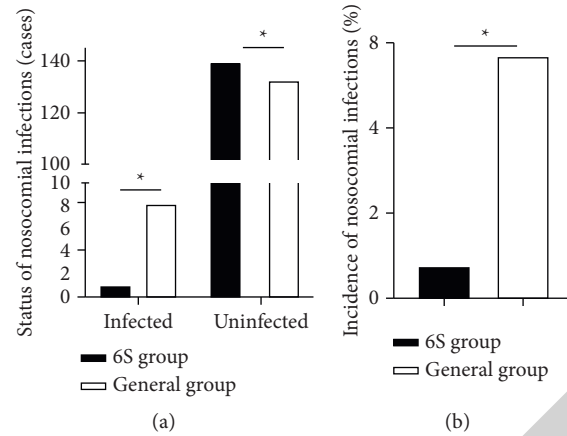 Status of nosocomial infections (cases)
140
120
100
10
8
6
4
2
0
*
*
Infected
Uninfected
6S group
General group
(a)
Incidence of nosocomial infections (%)
8
4
2
0
*
6S group
General group
(b)